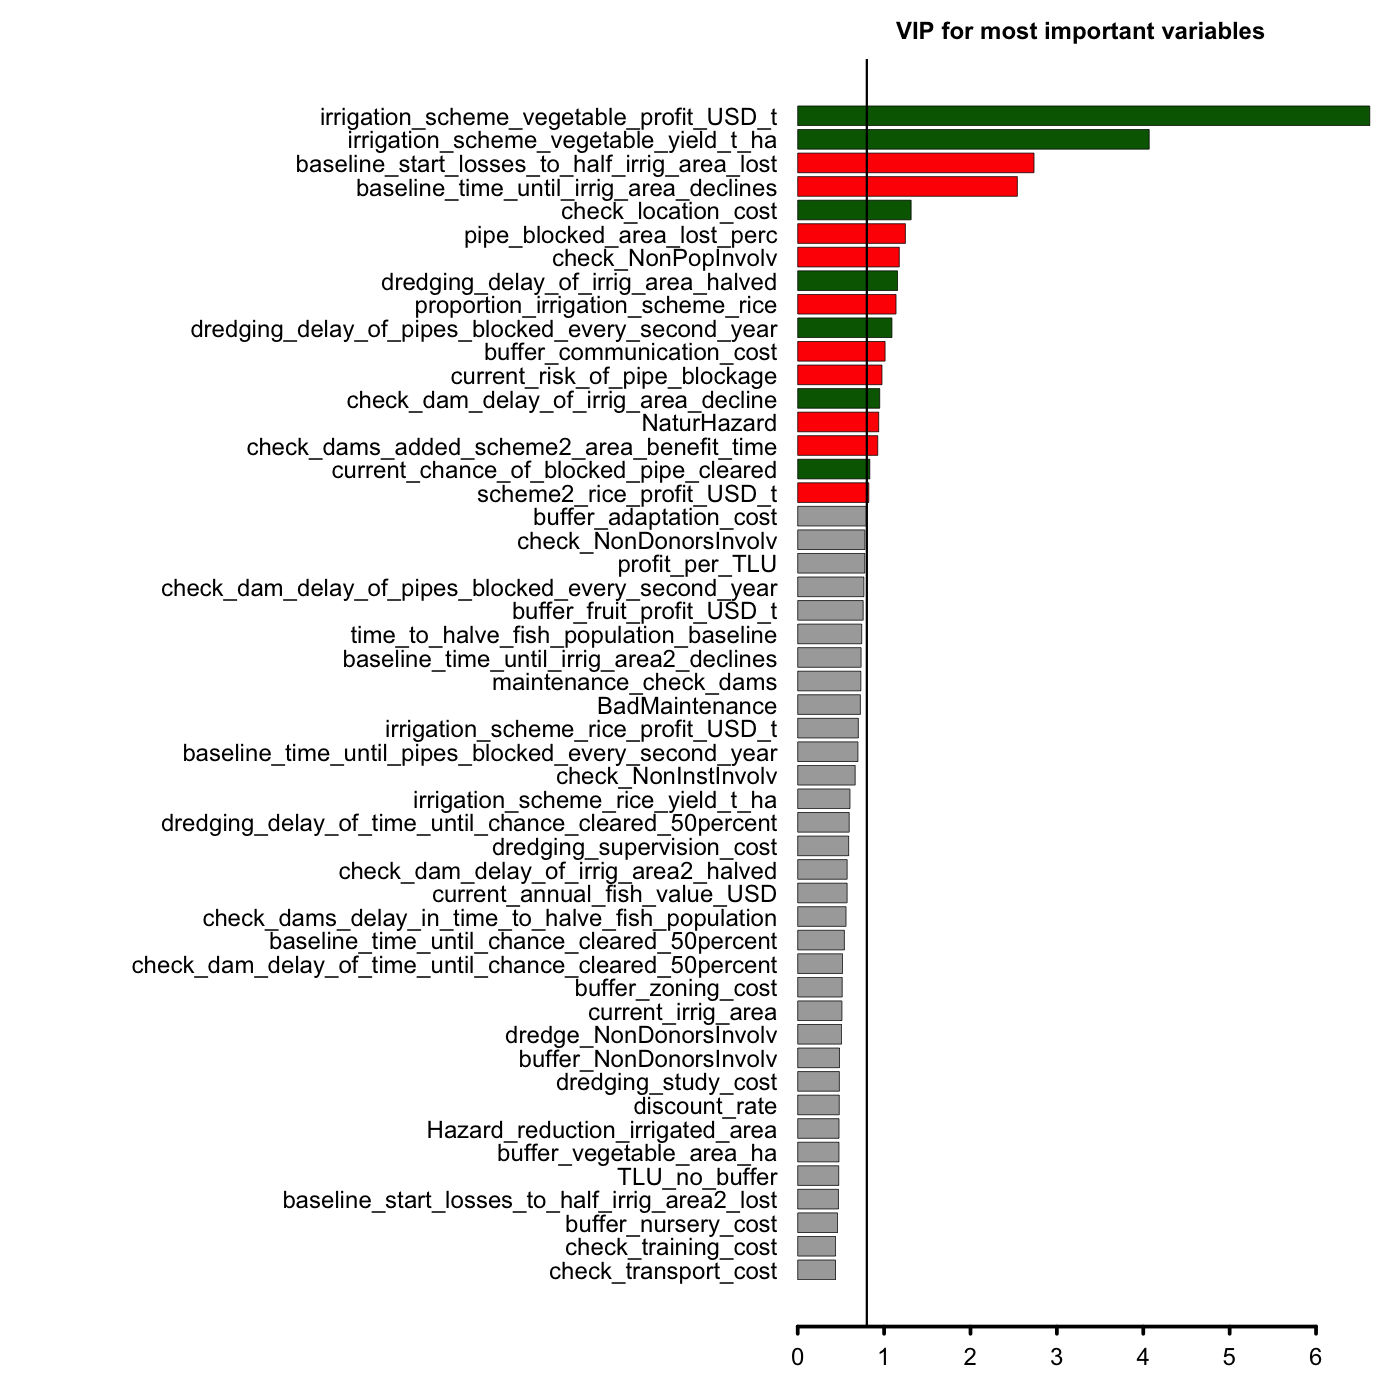 VIP for most important variables
irrigation_scheme_vegetable_profit_USD_t
irrigation_scheme_vegetable_yield_t_ha
baseline_start_losses_to_half_irrig_area_lost
baseline_time_until_irrig_area_declines
check_location_cost
pipe_blocked_area_lost_perc
check_NonPopInvolv
dredging_delay_of_irrig_area_halved
proportion_irrigation_scheme_rice
dredging_delay_of_pipes_blocked_every_second_year
buffer_communication_cost
current_risk_of_pipe_blockage
check_dam_delay_of_irrig_area_decline
NaturHazard
check_dams_added_scheme2_area_benefit_time
current_chance_of_blocked_pipe_cleared
scheme2_rice_profit_USD_t
buffer_adaptation_cost
check_NonDonorsInvolv
profit_per_TLU
check_dam_delay_of_pipes_blocked_every_second_year
buffer_fruit_profit_USD_t
time_to_halve_fish_population_baseline
baseline_time_until_irrig_area2_declines
maintenance_check_dams
BadMaintenance
irrigation_scheme_rice_profit_USD_t
baseline_time_until_pipes_blocked_every_second_year
check_NonInstInvolv
irrigation_scheme_rice_yield_t_ha
dredging_delay_of_time_until_chance_cleared_50percent
dredging_supervision_cost
check_dam_delay_of_irrig_area2_halved
current_annual_fish_value_USD
check_dams_delay_in_time_to_halve_fish_population
baseline_time_until_chance_cleared_50percent
check_dam_delay_of_time_until_chance_cleared_50percent
buffer_zoning_cost
current_irrig_area
dredge_NonDonorsInvolv
buffer_NonDonorsInvolv
dredging_study_cost
discount_rate
Hazard_reduction_irrigated_area
buffer_vegetable_area_ha
TLU_no_buffer
baseline_start_losses_to_half_irrig_area2_lost
buffer_nursery_cost
check_training_cost
check_transport_cost
0 1 2 3 4 5 6